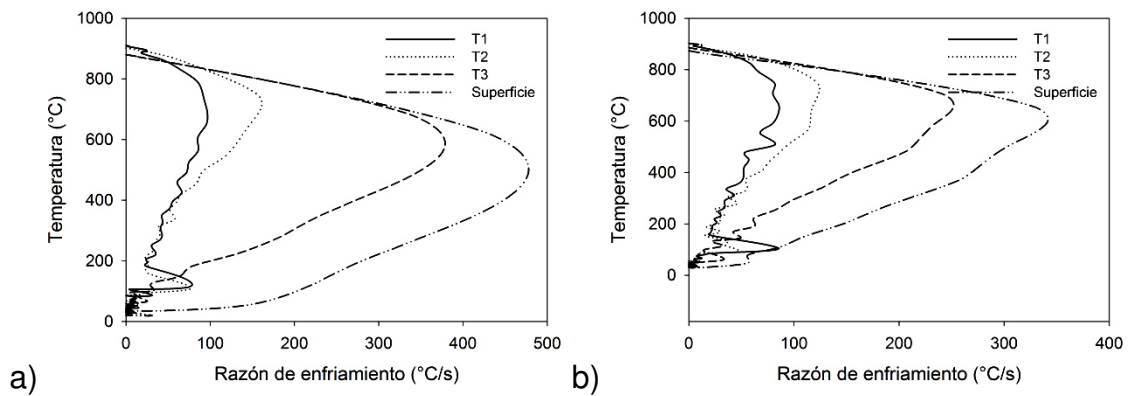 1000
800
600
400
200
0
Temperatura (°C)
0 100 200 300 400 500
Razón de enfriamiento (°C/s)
T1
T2
T3
Superficie
a)
1000
800
600
400
200
0
Temperatura (°C)
0 100 200 300 400
Razón de enfriamiento (°C/s)
T1
T2
T3
Superficie
b)